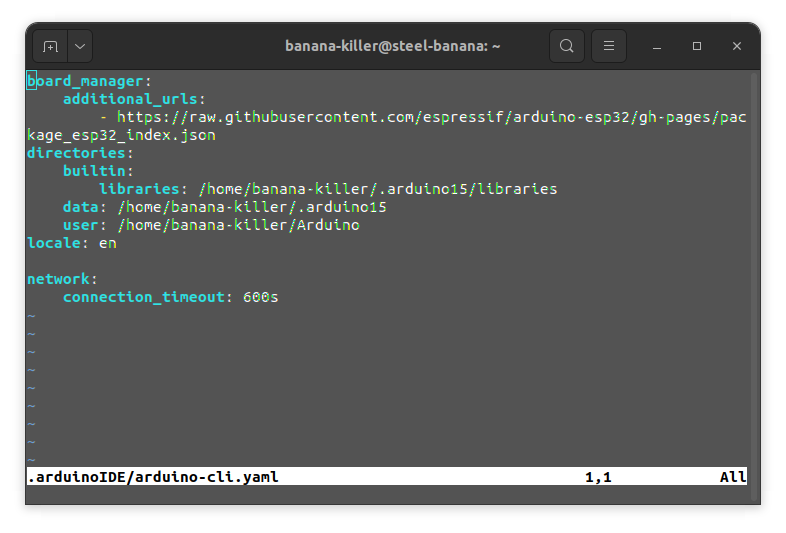 banana-killer@steel-banana: ~
board_manager:
    additional_urls:
        - https://raw.githubusercontent.com/espressif/arduino-esp32/gh-pages/pac
kage_esp32_index.json
directories:
    builtin:
        libraries: /home/banana-killer/.arduino15/libraries
    data: /home/banana-killer/.arduino15
    user: /home/banana-killer/Arduino
locale: en

network:
    connection_timeout: 600s
~
~
~
~
~
~
~
~
~
.arduinoIDE/arduino-cli.yaml 1,1 All